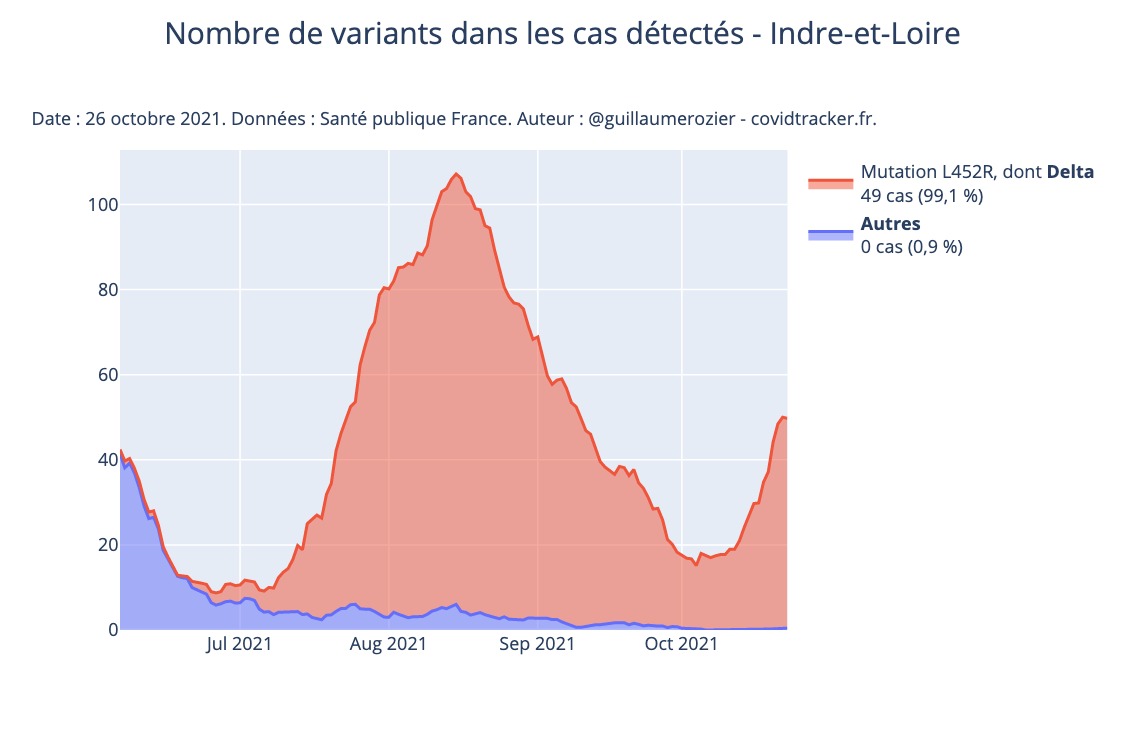 Nombre de variants dans les cas détectés - Indre-et-Loire
Date : 26 octobre 2021. Données : Santé publique France. Auteur : @guillaumerozier - covidtracker.fr.
Mutation L452R, dont Delta
49 cas (99,1 %)
Autres
0 cas (0,9 %)
100
80
60
40
20
0
Jul 2021
Aug 2021
Sep 2021
Oct 2021